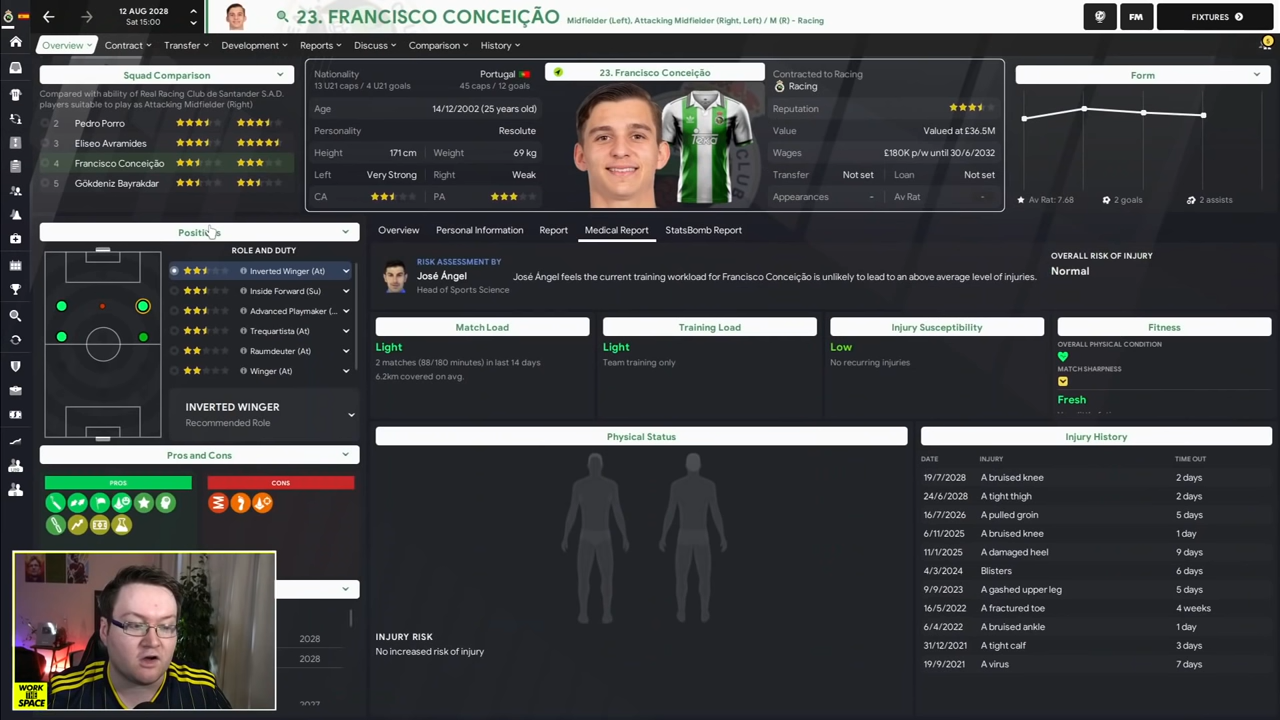 12 AUG 2028
Sat 15:00
23. FRANCISCO CONCEIÇÃO
Midfielder (Left), Attacking Midfielder (Right, Left) / M (R) - Racing
FM
FIXTURES
Overview
Contract
Transfer
Development
Reports
Discuss
Comparison
History
5
Squad Comparison
Compared with ability of Real Racing Club de Santander S.A.D.
players suitable to play as Attacking Midfielder (Right)
2 Pedro Porro
3 Eliseo Avramides
4 Francisco Conceição
5 Gökdeniz Bayrakdar
Nationality Portugal
13 U21 caps / 4 U21 goals 45 caps / 12 goals
Age 14/12/2002 (25 years old)
Personality Resolute
Height 171 cm Weight 69 kg
Left Very Strong Right Weak
CA PA
23. Francisco Conceição
Teka
Contracted to Racing
Racing
Reputation
Value Valued at £36.5M
Wages £180K p/w until 30/6/2032
Transfer Not set Loan Not set
Appearances - Av Rat -
Form
Av Rat: 7.68 2 goals 2 assists
Positions
ROLE AND DUTY
Inverted Winger (At)
Inside Forward (Su)
Advanced Playmaker (...
Trequartista (At)
Raumdeuter (At)
Winger (At)
INVERTED WINGER
Recommended Role
Pros and Cons
PROS
CONS
2028
2028
2027
WORK
THE
SPACE
Overview
Personal Information
Report
Medical Report
StatsBomb Report
RISK ASSESSMENT BY
José Ángel
Head of Sports Science
José Ángel feels the current training workload for Francisco Conceição is unlikely to lead to an above average level of injuries.
OVERALL RISK OF INJURY
Normal
Match Load
Light
2 matches (88/180 minutes) in last 14 days
6.2km covered on avg.
Training Load
Light
Team training only
Injury Susceptibility
Low
No recurring injuries
Fitness
OVERALL PHYSICAL CONDITION
MATCH SHARPNESS
Fresh
Physical Status
INJURY RISK
No increased risk of injury
Injury History
DATE INJURY TIME OUT
19/7/2028 A bruised knee 2 days
24/6/2028 A tight thigh 2 days
16/7/2026 A pulled groin 5 days
6/11/2025 A bruised knee 1 day
11/1/2025 A damaged heel 9 days
4/3/2024 Blisters 6 days
9/9/2023 A gashed upper leg 5 days
16/5/2022 A fractured toe 4 weeks
6/4/2022 A bruised ankle 1 day
31/12/2021 A tight calf 3 days
19/9/2021 A virus 7 days